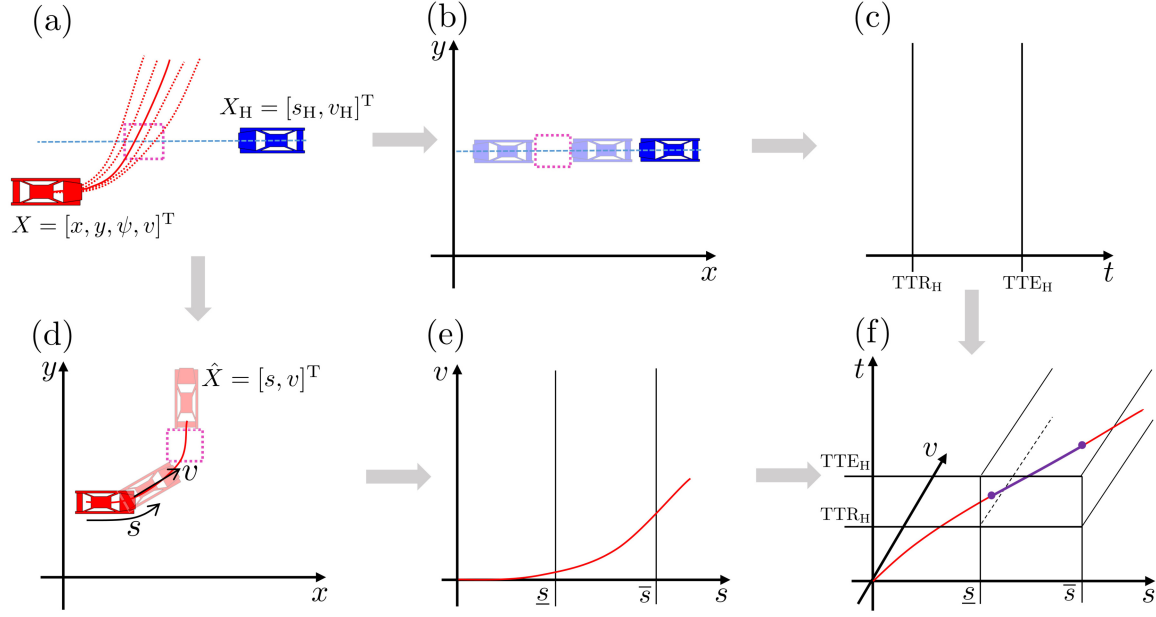 (a)
X_H = [s_H, v_H]^T
X = [x, y, ψ, v]^T
(b)
y
x
(c)
TTR_H
TTE_H
t
(d)
y
X̂ = [s, v]^T
v
s
x
(e)
v
s̲
s̅
s
(f)
t
v
TTE_H
TTR_H
s̲
s̅
s